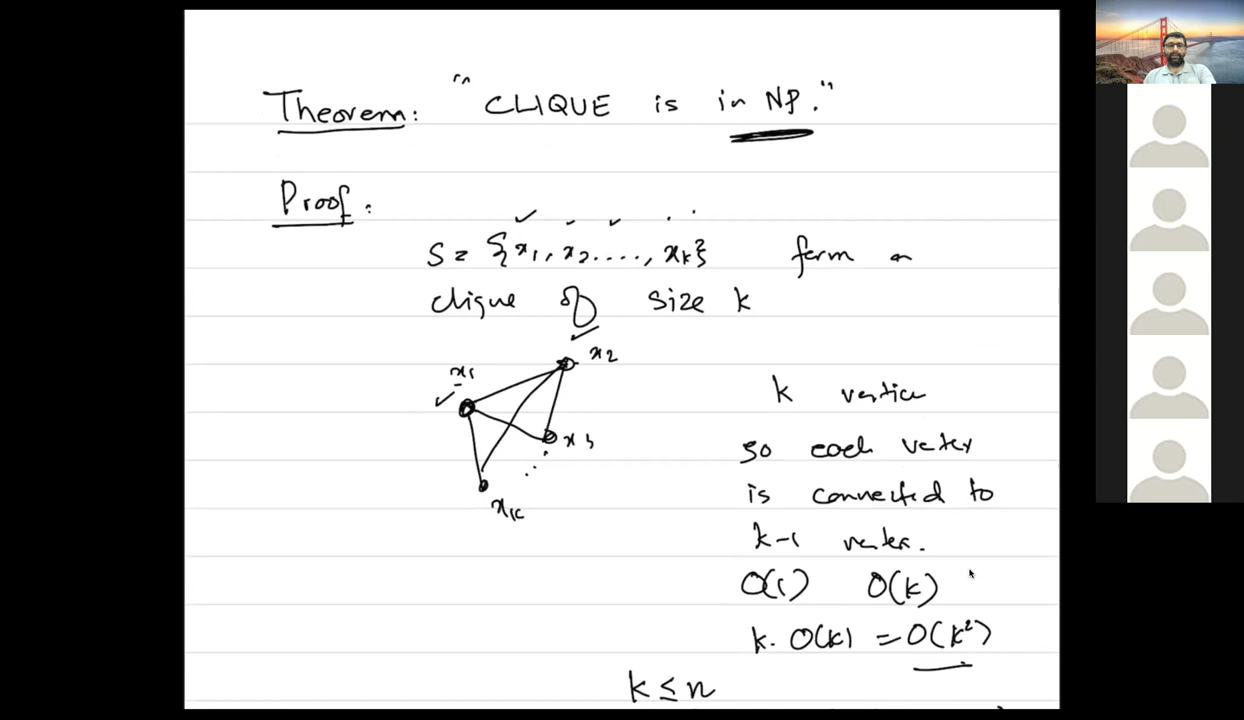 Theorem: "CLIQUE is in NP."
Proof:
S = {x1, x2...., xk} form a
clique of size k
x1
x2
x3
xk
k vertice
so each vertex
is connected to
k-1 vertex.
O(1) O(k)
k. O(k) = O(k²)
k ≤ n